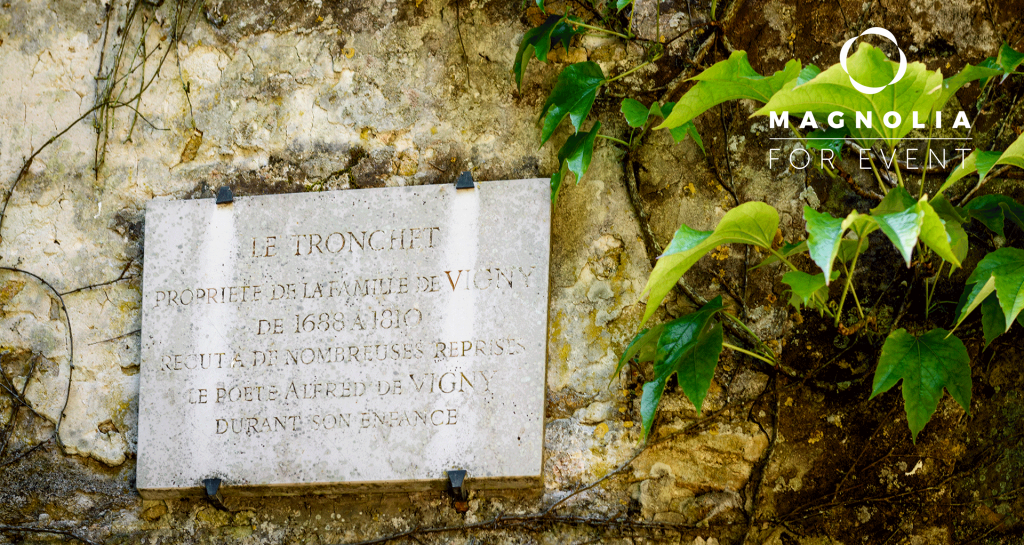 LE TRONCHET
PROPRIETE DE LA FAMILLE DE VIGNY
DE 1688 A 1810
RECUT A DE NOMBREUSES REPRISES
LE POETE ALFRED DE VIGNY
DURANT SON ENFANCE
MAGNOLIA
FOR EVENT